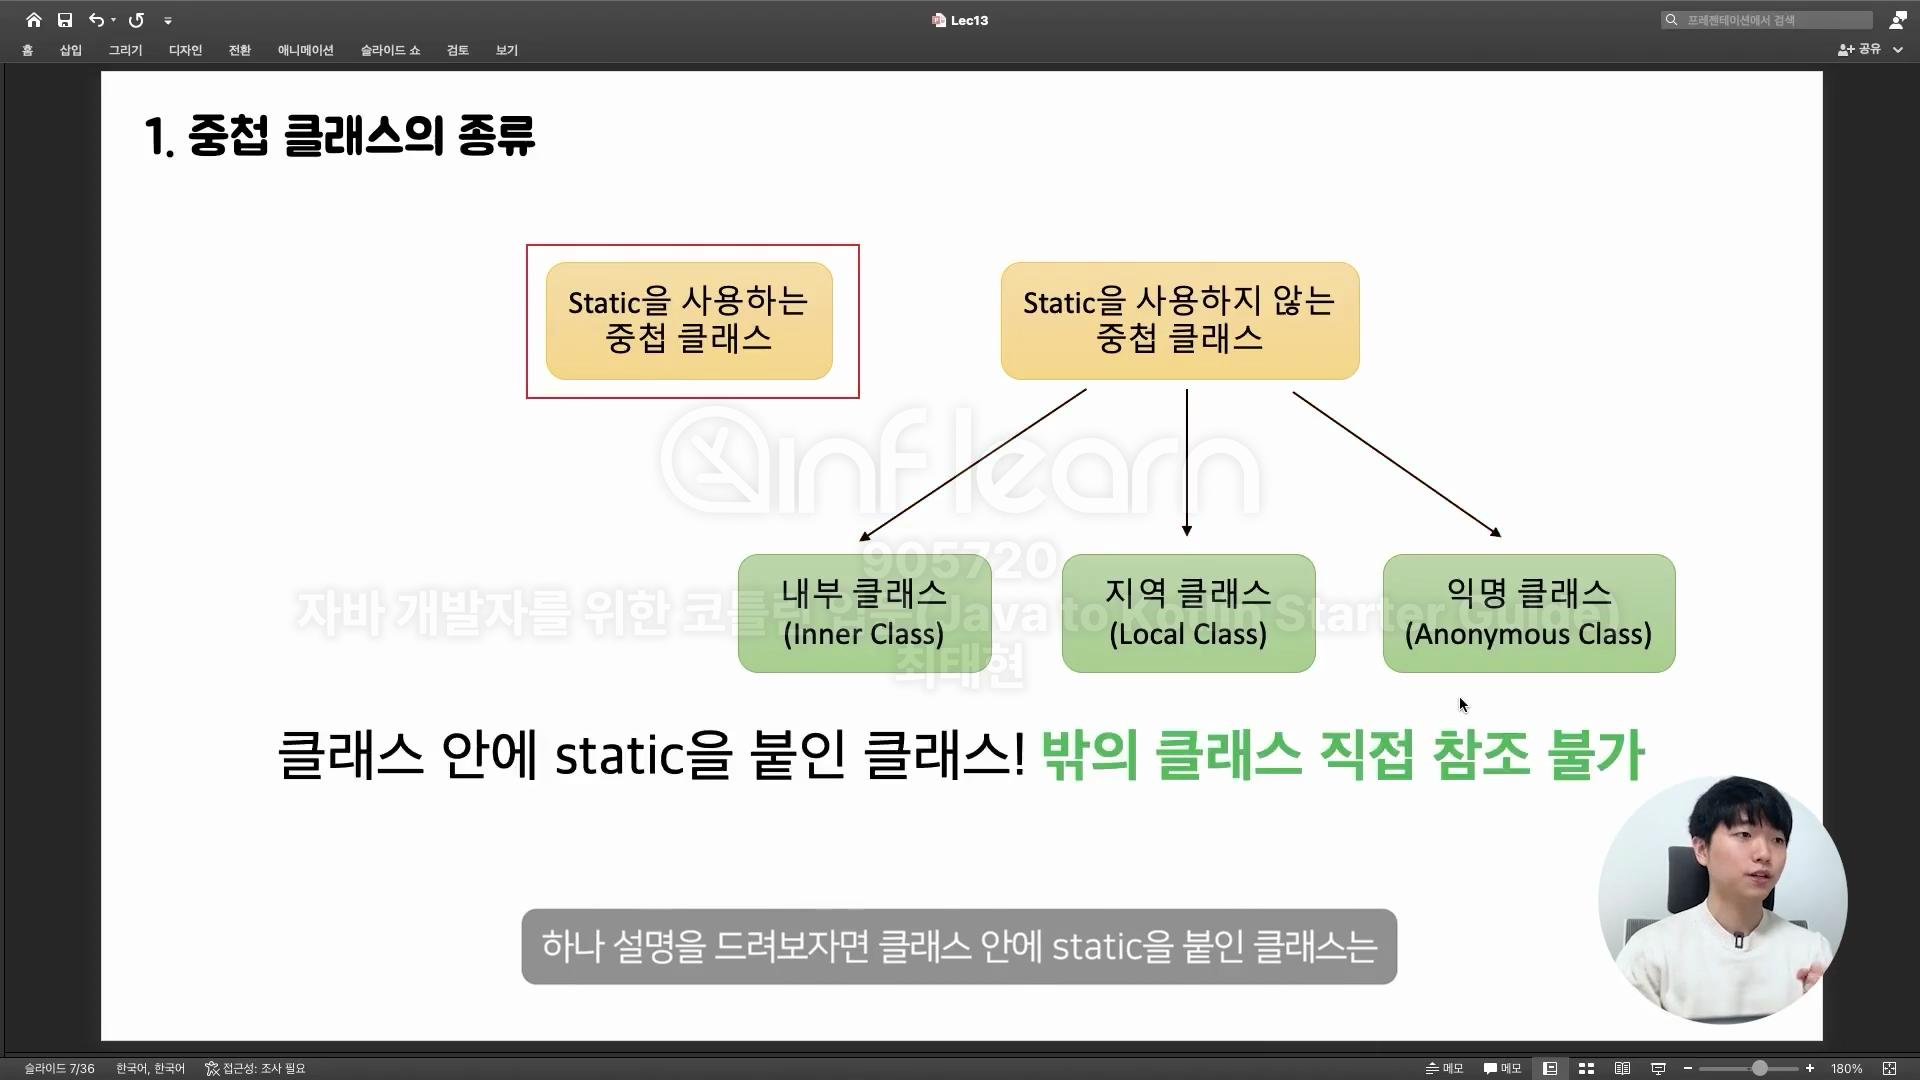 Lec13
프레젠테이션에서 검색
홈 삽입 그리기 디자인 전환 애니메이션 슬라이드 쇼 검토 보기
공유
1. 중첩 클래스의 종류
Static을 사용하는
중첩 클래스
Static을 사용하지 않는
중첩 클래스
inflearn
905720
자바 개발자를 위한 코틀린 입문(Java to Kotlin Starter Guide)
최태현
내부 클래스
(Inner Class)
지역 클래스
(Local Class)
익명 클래스
(Anonymous Class)
클래스 안에 static을 붙인 클래스! 밖의 클래스 직접 참조 불가
하나 설명을 드려보자면 클래스 안에 static을 붙인 클래스는
슬라이드 7/36 한국어, 한국어 접근성: 조사 필요
메모 메모 180%